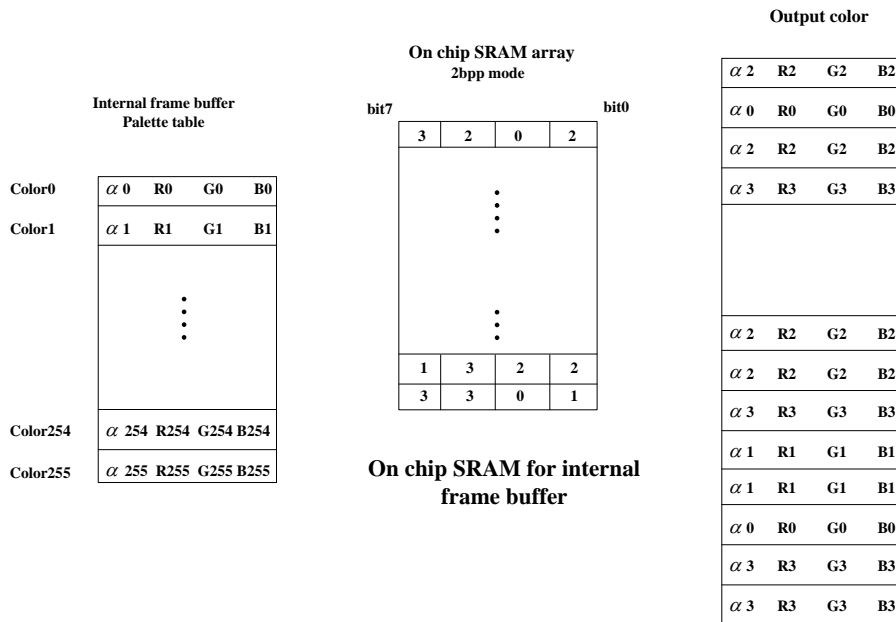 Internal frame buffer
Palette table
Color0 α 0 R0 G0 B0
Color1 α 1 R1 G1 B1
Color254 α 254 R254 G254 B254
Color255 α 255 R255 G255 B255
On chip SRAM array
2bpp mode
bit7 bit0
3 2 0 2
1 3 2 2
3 3 0 1
On chip SRAM for internal
frame buffer
Output color
α 2 R2 G2 B2
α 0 R0 G0 B0
α 2 R2 G2 B2
α 3 R3 G3 B3
α 2 R2 G2 B2
α 2 R2 G2 B2
α 3 R3 G3 B3
α 1 R1 G1 B1
α 1 R1 G1 B1
α 0 R0 G0 B0
α 3 R3 G3 B3
α 3 R3 G3 B3